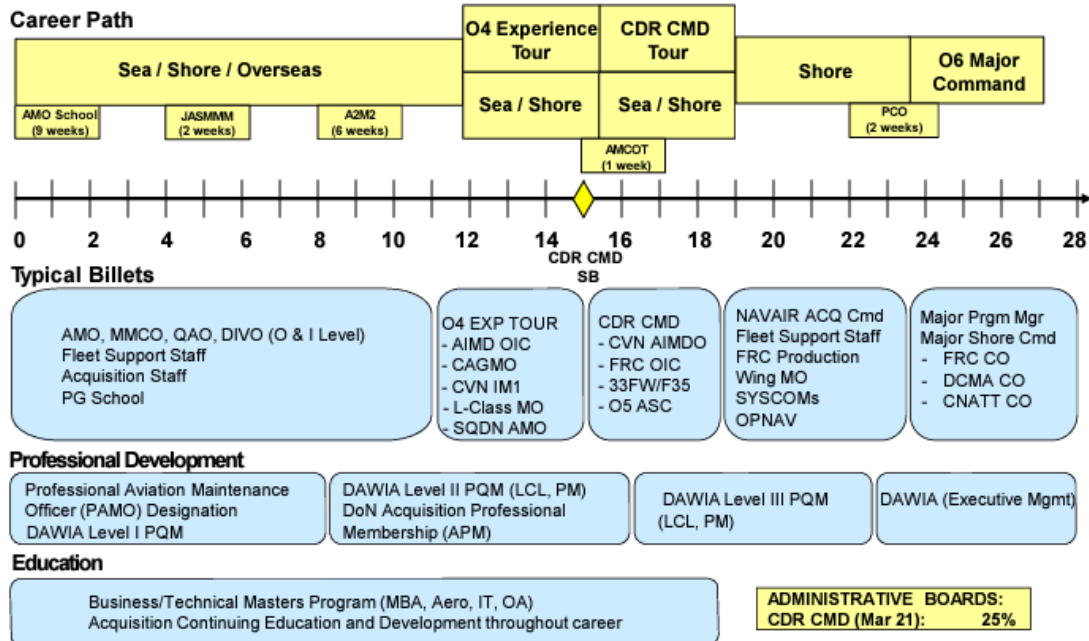 Career Path
Sea / Shore / Overseas
O4 Experience
Tour
CDR CMD
Tour
Sea / Shore
Sea / Shore
Shore
O6 Major
Command
AMO School
(9 weeks)
JASMMM
(2 weeks)
A2M2
(6 weeks)
AMCOT
(1 week)
PCO
(2 weeks)
0 2 4 6 8 10 12 14 16 18 20 22 24 26 28
CDR CMD
SB
Typical Billets
AMO, MMCO, QAO, DIVO (O & I Level)
Fleet Support Staff
Acquisition Staff
PG School
O4 EXP TOUR
- AIMD OIC
- CAGMO
- CVN IM1
- L-Class MO
- SQDN AMO
CDR CMD
- CVN AIMDO
- FRC OIC
- 33FW/F35
- O5 ASC
NAVAIR ACQ Cmd
Fleet Support Staff
FRC Production
Wing MO
SYSCOMs
OPNAV
Major Prgm Mgr
Major Shore Cmd
- FRC CO
- DCMA CO
- CNATT CO
Professional Development
Professional Aviation Maintenance
Officer (PAMO) Designation
DAWIA Level I PQM
DAWIA Level II PQM (LCL, PM)
DoN Acquisition Professional
Membership (APM)
DAWIA Level III PQM
(LCL, PM)
DAWIA (Executive Mgmt)
Education
Business/Technical Masters Program (MBA, Aero, IT, OA)
Acquisition Continuing Education and Development throughout career
ADMINISTRATIVE BOARDS:
CDR CMD (Mar 21): 25%